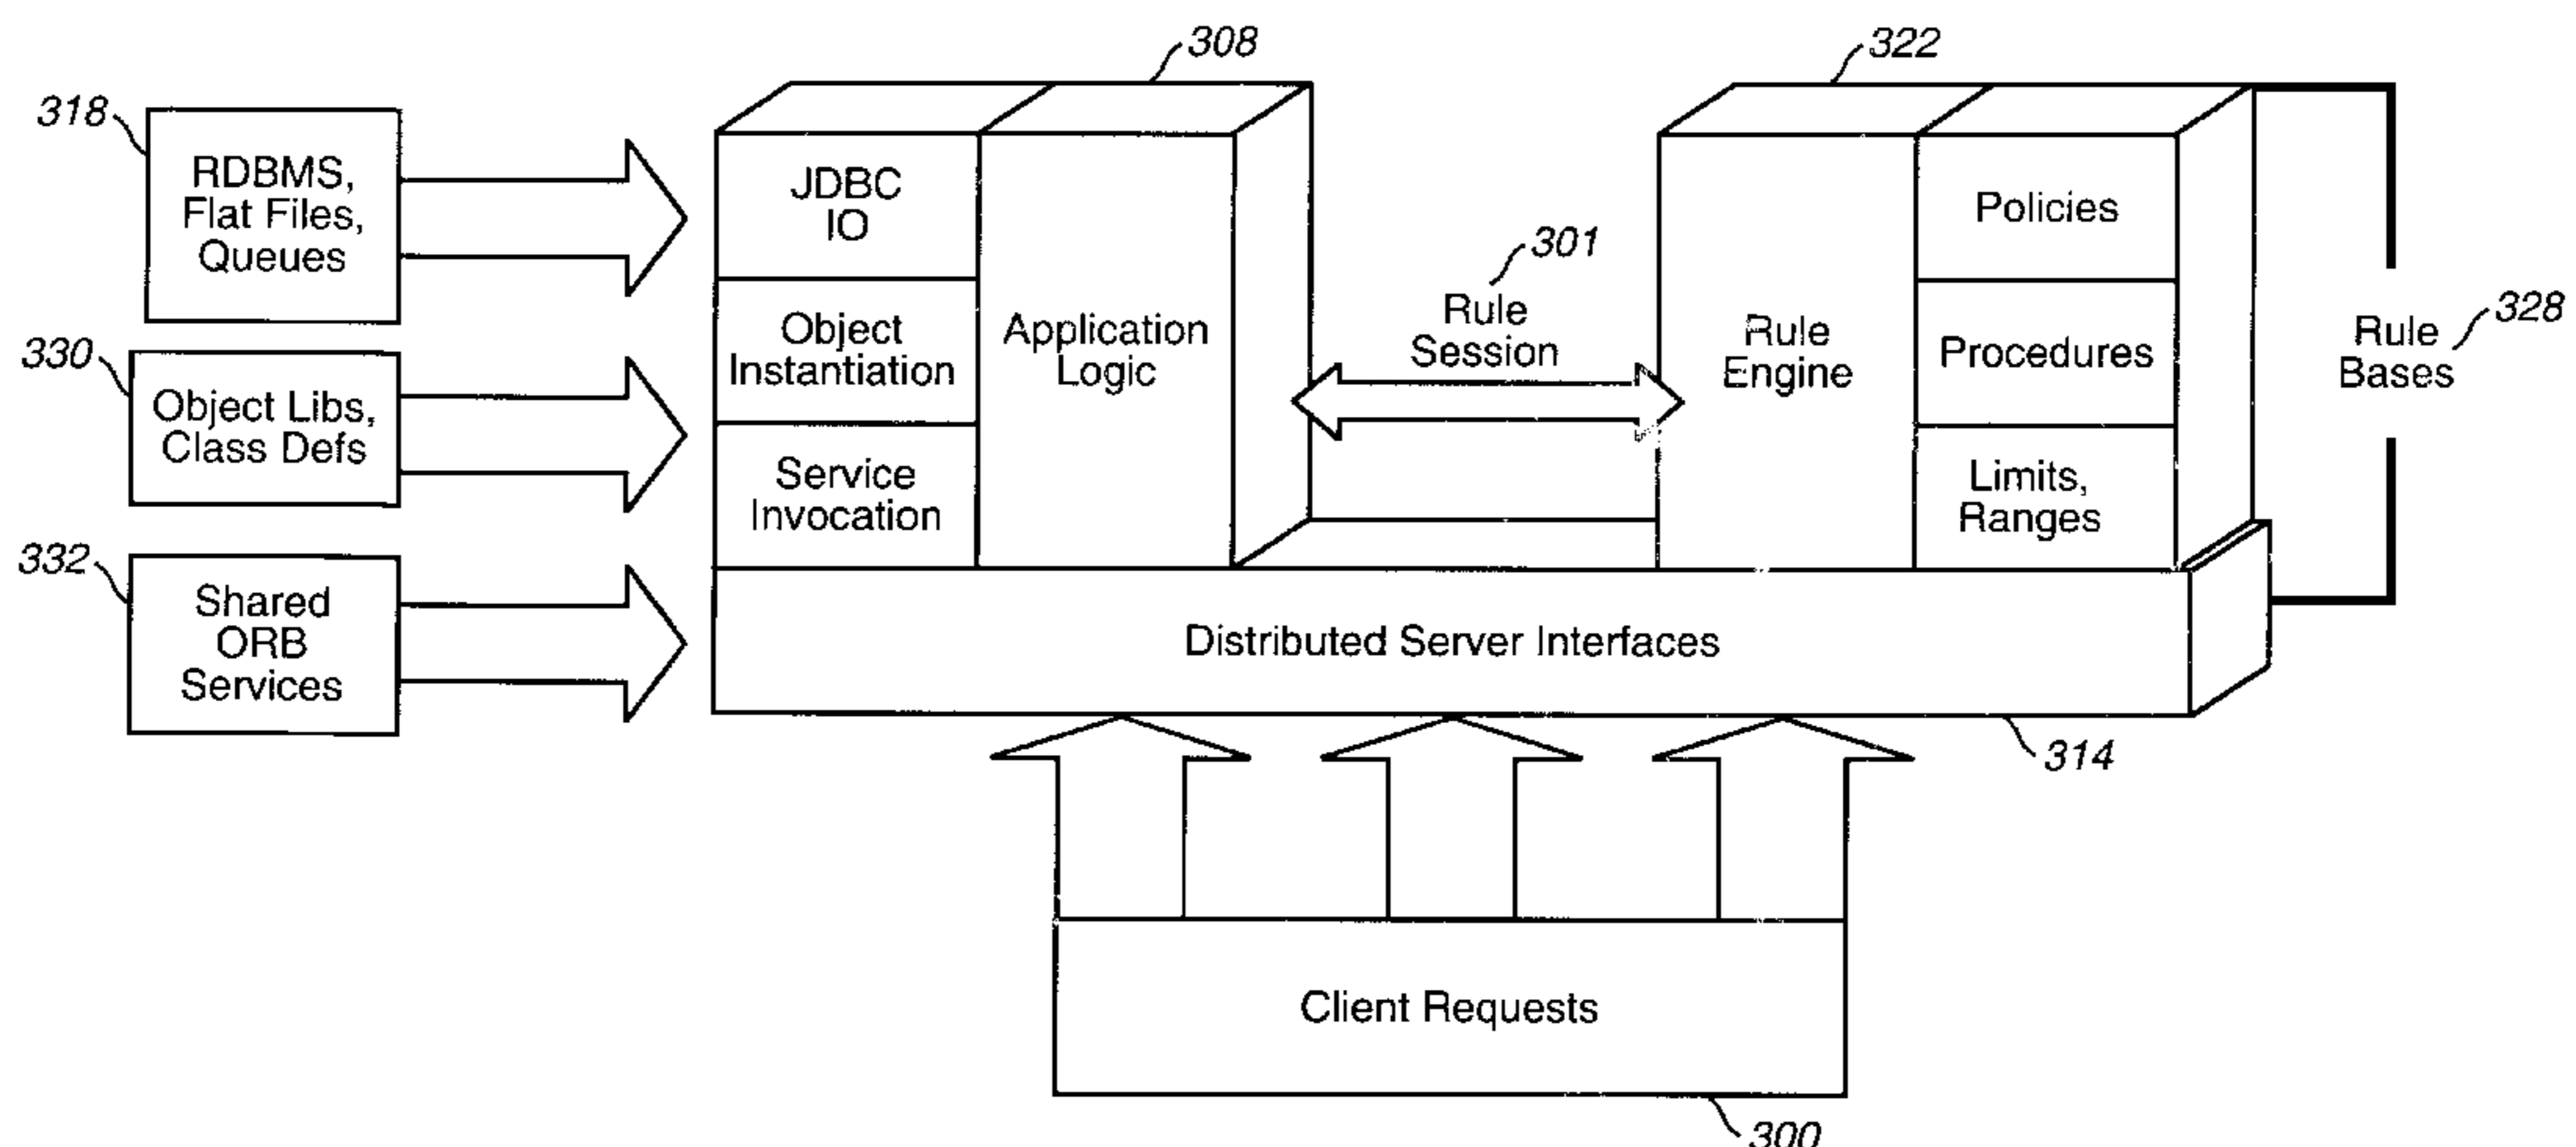 308
322
318
RDBMS,
Flat Files,
Queues
JDBC
IO
Policies
301
Rule
Session
Object
Instantiation
Application
Logic
Rule
Engine
Procedures
Rule
Bases
328
330
Object Libs,
Class Defs
Service
Invocation
Limits,
Ranges
332
Shared
ORB
Services
Distributed Server Interfaces
314
Client Requests
300